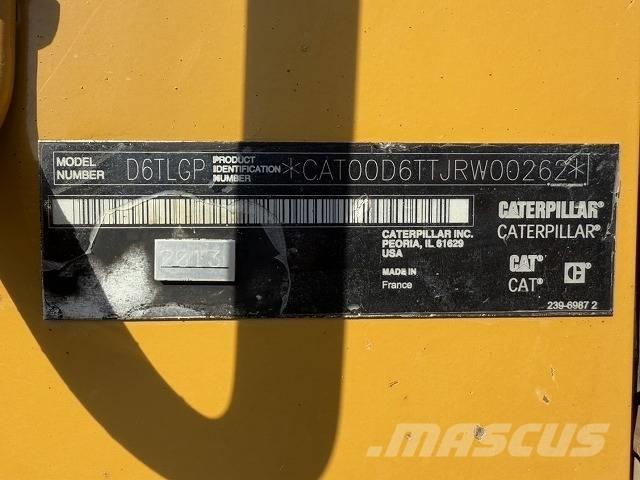 MODEL NUMBER D6TLGP PRODUCT IDENTIFICATION NUMBER *CAT00D6TTJRW00262*
CATERPILLAR INC.
PEORIA, IL 61629
USA
MADE IN
France
2013
CATERPILLAR
CATERPILLAR®
CAT® C®
CAT®
239-6987 2
MASCUS